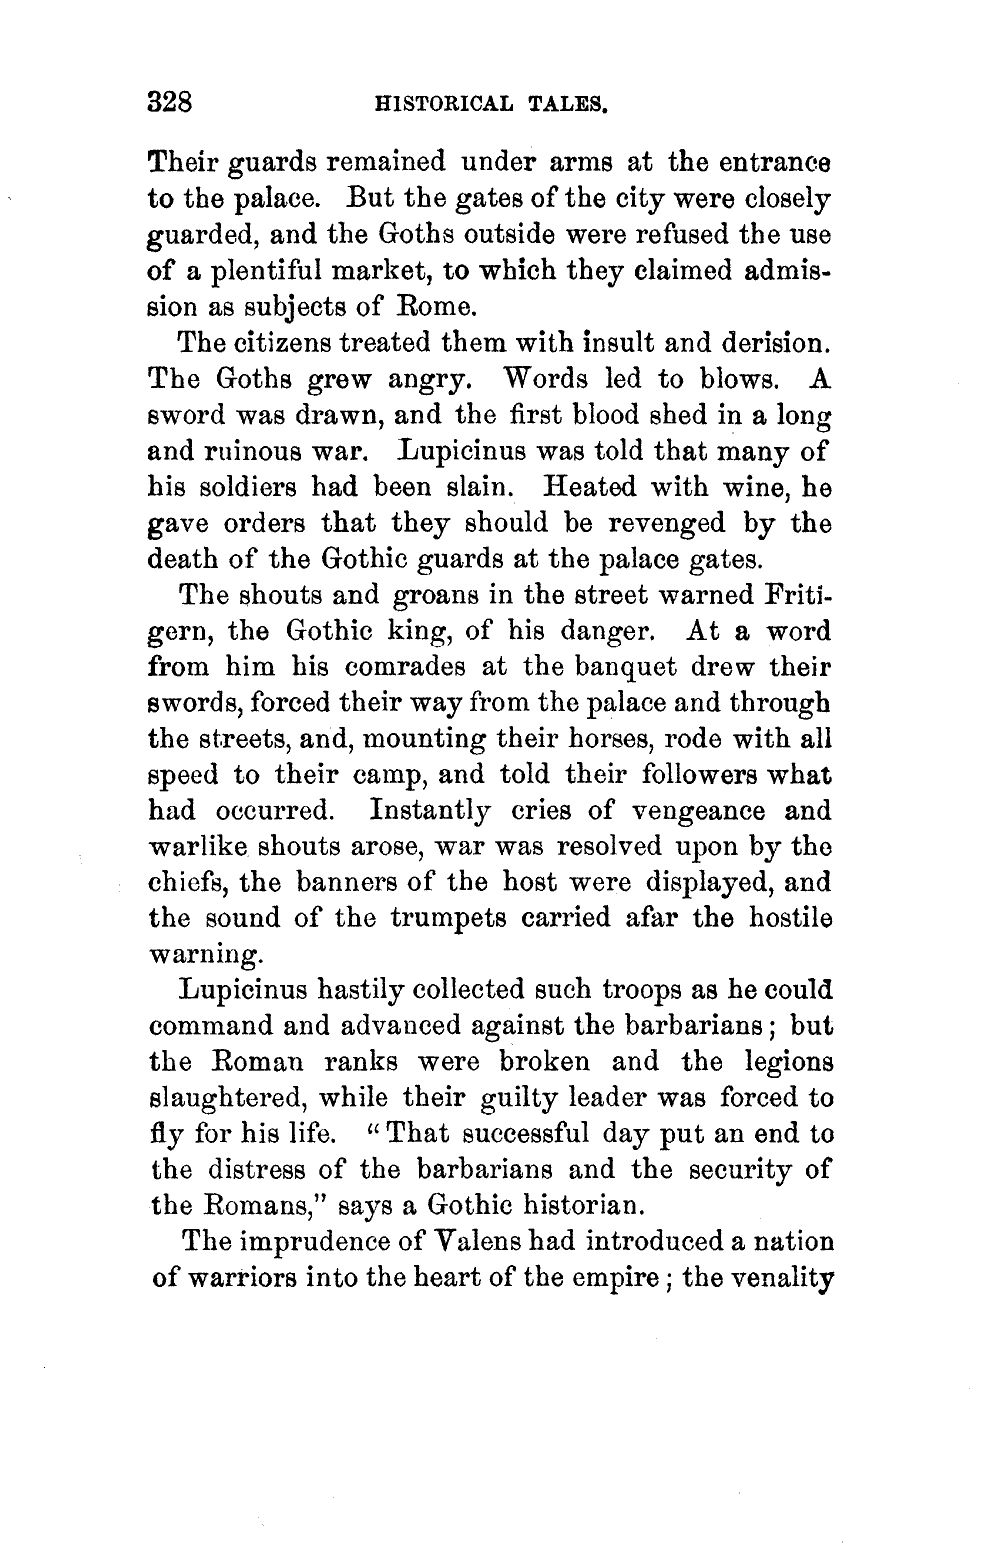 328 HISTORICAL TALES.
Their guards remained under arms at the entrance
to the palace. But the gates of the city were closely
guarded, and the Goths outside were refused the use
of a plentiful market, to which they claimed admis-
sion as subjects of Rome.
The citizens treated them with insult and derision.
The Goths grew angry. Words led to blows. A
sword was drawn, and the first blood shed in a long
and ruinous war. Lupicinus was told that many of
his soldiers had been slain. Heated with wine, he
gave orders that they should be revenged by the
death of the Gothic guards at the palace gates.
The shouts and groans in the street warned Friti-
gern, the Gothic king, of his danger. At a word
from him his comrades at the banquet drew their
swords, forced their way from the palace and through
the streets, and, mounting their horses, rode with all
speed to their camp, and told their followers what
had occurred. Instantly cries of vengeance and
warlike shouts arose, war was resolved upon by the
chiefs, the banners of the host were displayed, and
the sound of the trumpets carried afar the hostile
warning.
Lupicinus hastily collected such troops as he could
command and advanced against the barbarians; but
the Roman ranks were broken and the legions
slaughtered, while their guilty leader was forced to
fly for his life. “That successful day put an end to
the distress of the barbarians and the security of
the Romans,” says a Gothic historian.
The imprudence of Valens had introduced a nation
of warriors into the heart of the empire; the venality